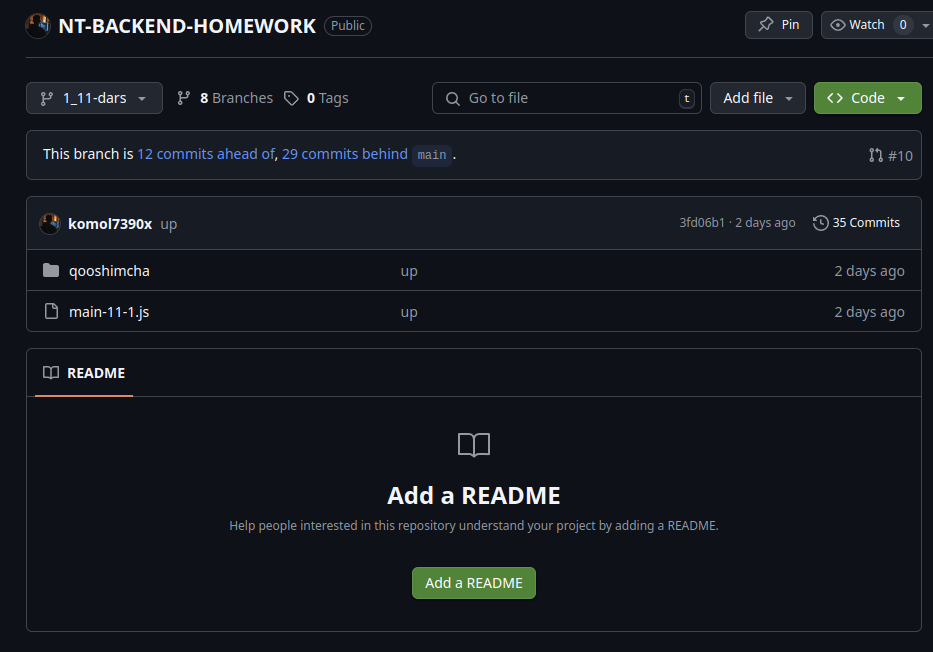 NT-BACKEND-HOMEWORK Public Pin Watch 0
1_11-dars 8 Branches 0 Tags Go to file t Add file Code
This branch is 12 commits ahead of, 29 commits behind main . #10
komol7390x up 3fd06b1 · 2 days ago 35 Commits
qooshimcha up 2 days ago
main-11-1.js up 2 days ago
README
Add a README
Help people interested in this repository understand your project by adding a README.
Add a README